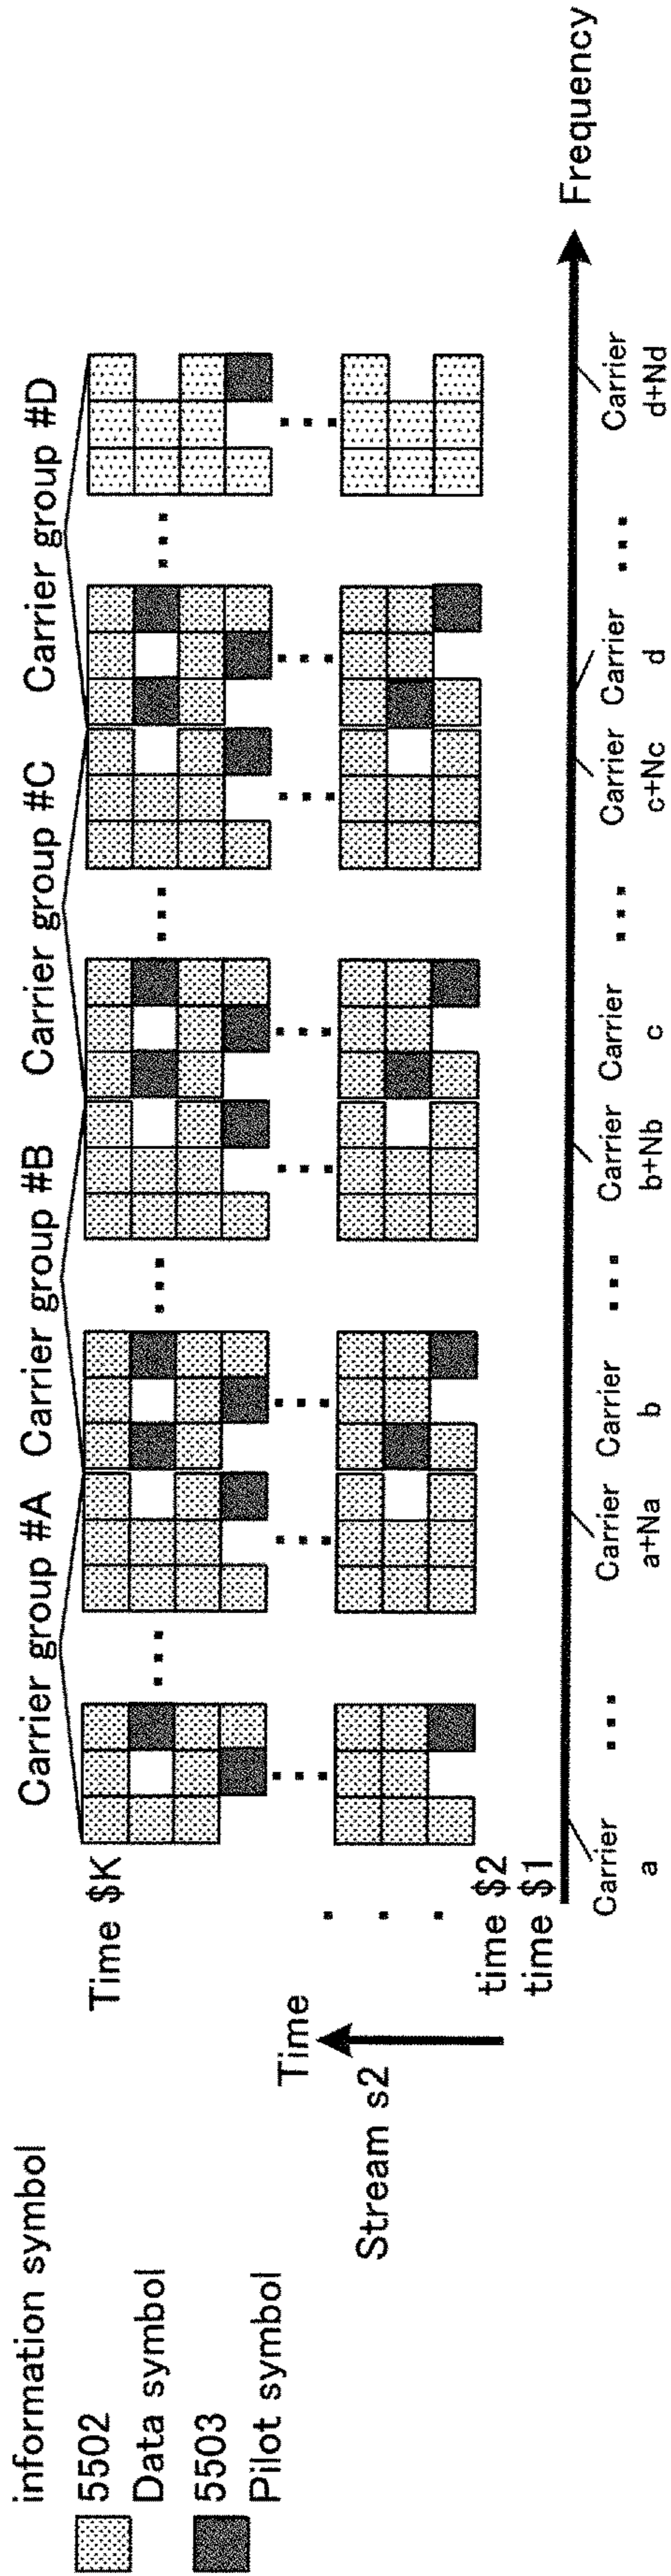 information symbol
5502
Data symbol
5503
Pilot symbol
Stream s2
Time
Time $K
time $2
time $1
Carrier group #A
Carrier group #B
Carrier group #C
Carrier group #D
Carrier
a
Carrier
a+Na
Carrier
b
Carrier
b+Nb
Carrier
c
Carrier
c+Nc
Carrier
d
Carrier
d+Nd
Frequency